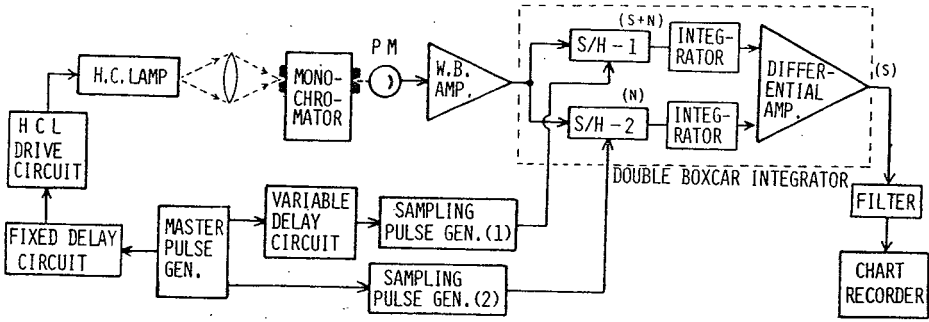 (S+N)
P M
H.C. LAMP
MONO-
CHRO-
MATOR
W.B.
AMP.
S/H-1
INTEG-
RATOR
DIFFER-
ENTIAL
AMP.
(S)
(N)
S/H-2
INTEG-
RATOR
HCL
DRIVE
CIRCUIT
DOUBLE BOXCAR INTEGRATOR
FIXED DELAY
CIRCUIT
MASTER
PULSE
GEN.
VARIABLE
DELAY
CIRCUIT
SAMPLING
PULSE GEN.(1)
SAMPLING
PULSE GEN.(2)
FILTER
CHART
RECORDER